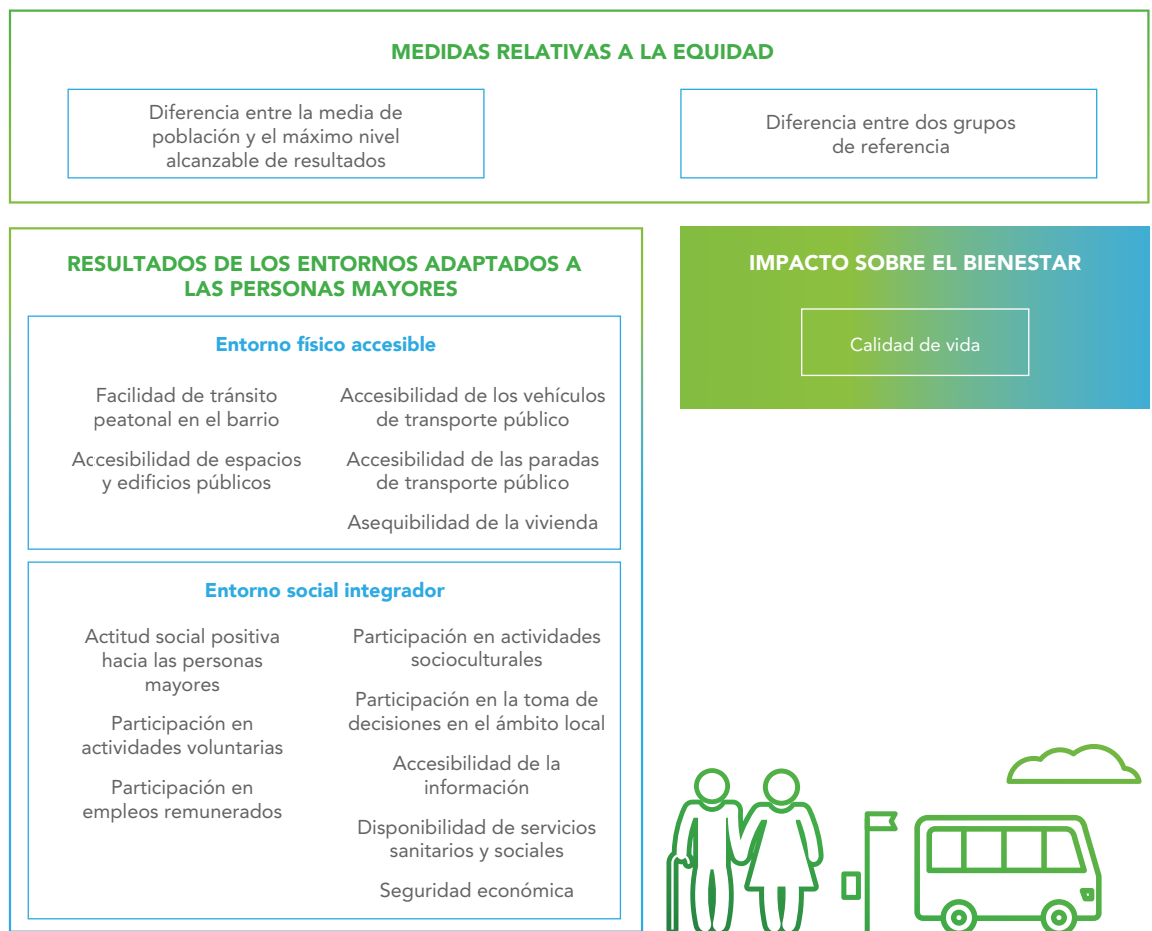 MEDIDAS RELATIVAS A LA EQUIDAD
Diferencia entre la media de
población y el máximo nivel
alcanzable de resultados
Diferencia entre dos grupos
de referencia
RESULTADOS DE LOS ENTORNOS ADAPTADOS A
LAS PERSONAS MAYORES
Entorno físico accesible
Facilidad de tránsito
peatonal en el barrio
Accesibilidad de espacios
y edificios públicos
Accesibilidad de los vehículos
de transporte público
Accesibilidad de las paradas
de transporte público
Asequibilidad de la vivienda
Entorno social integrador
Actitud social positiva
hacia las personas
mayores
Participación en
actividades voluntarias
Participación en
empleos remunerados
Participación en actividades
socioculturales
Participación en la toma de
decisiones en el ámbito local
Accesibilidad de la
información
Disponibilidad de servicios
sanitarios y sociales
Seguridad económica
IMPACTO SOBRE EL BIENESTAR
Calidad de vida